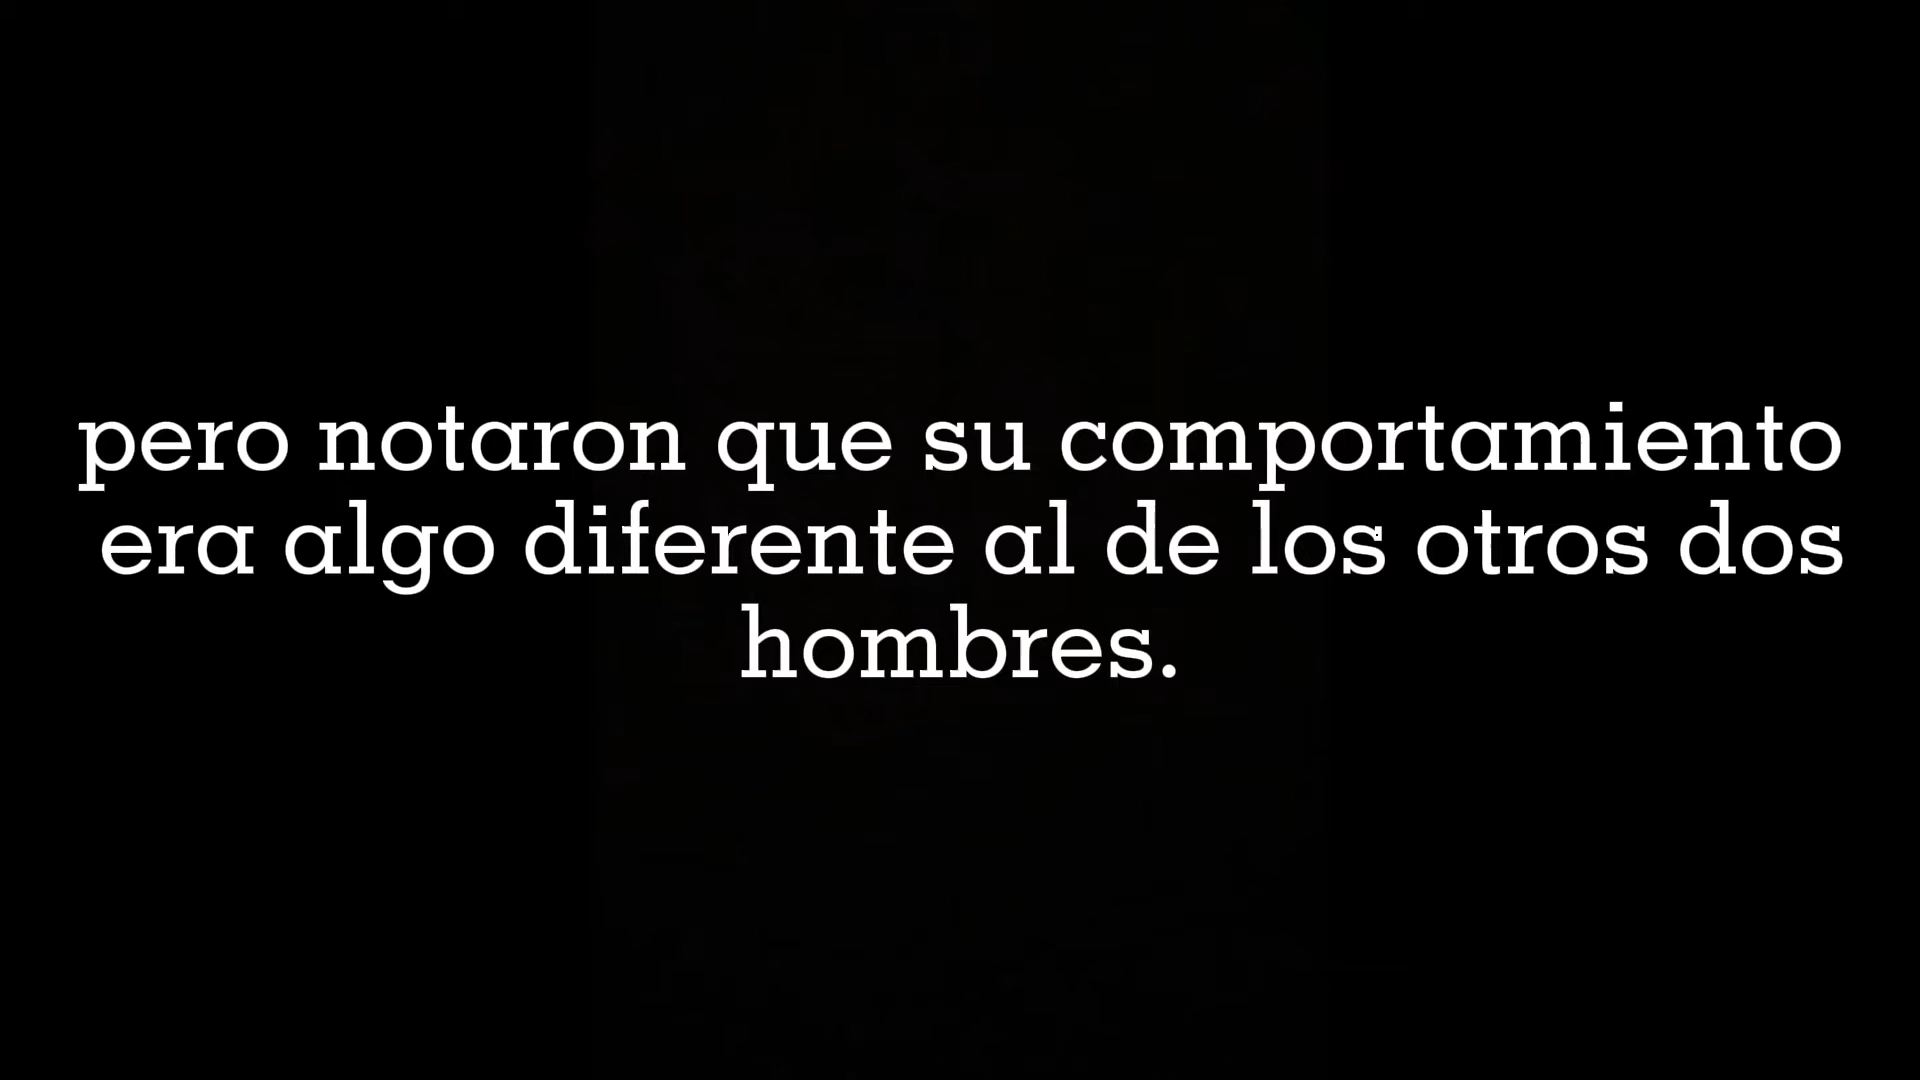 pero notaron que su comportamiento
era algo diferente al de los otros dos
hombres.